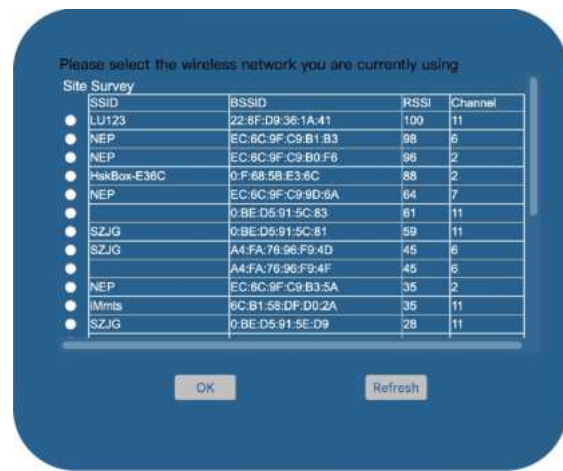 Please select the wireless network you are currently using
Site Survey
SSID BSSID RSSI Channel
LU123 22:6F:D9:36:1A:41 100 11
NEP EC:6C:9F:C9:B1:B3 98 6
NEP EC:6C:9F:C9:B0:F6 96 2
HskBox-E36C 0:F:68:5B:E3:6C 88 2
NEP EC:6C:9F:C9:9D:6A 64 7
0:BE:D5:91:5C:83 61 11
SZJG 0:BE:D5:91:5C:81 59 11
SZJG A4:FA:76:96:F9:4D 45 6
A4:FA:76:96:F9:4F 45 6
NEP EC:6C:9F:C9:B3:5A 35 2
iMmts 6C:B1:58:DF:D0:2A 35 11
SZJG 0:BE:D5:91:5E:D9 28 11
OK Refresh